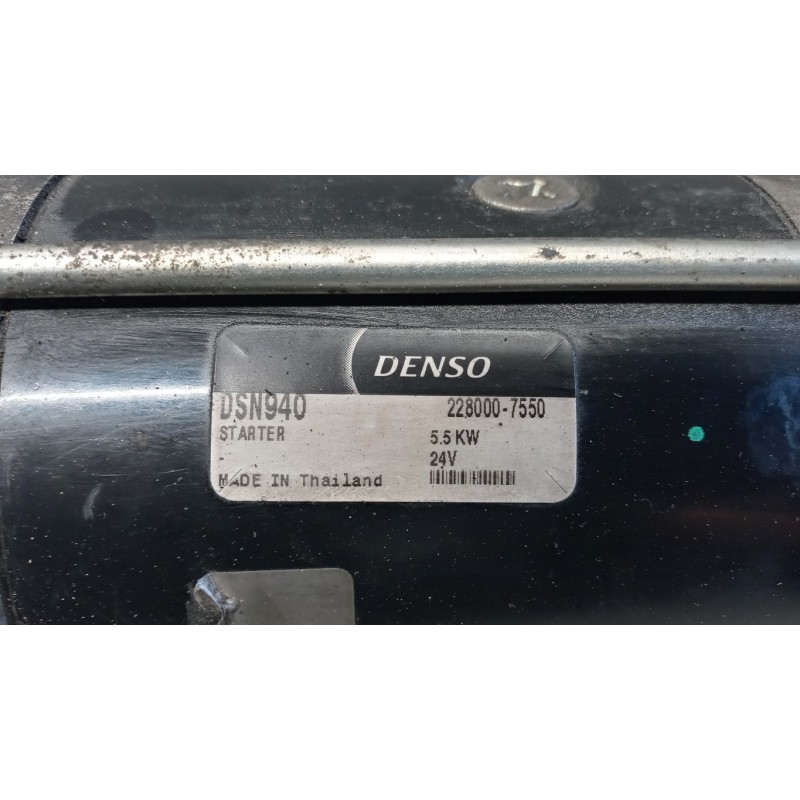 DENSO
DSN940 228000-7550
STARTER 5.5 KW
- 24V
MADE IN Thailand